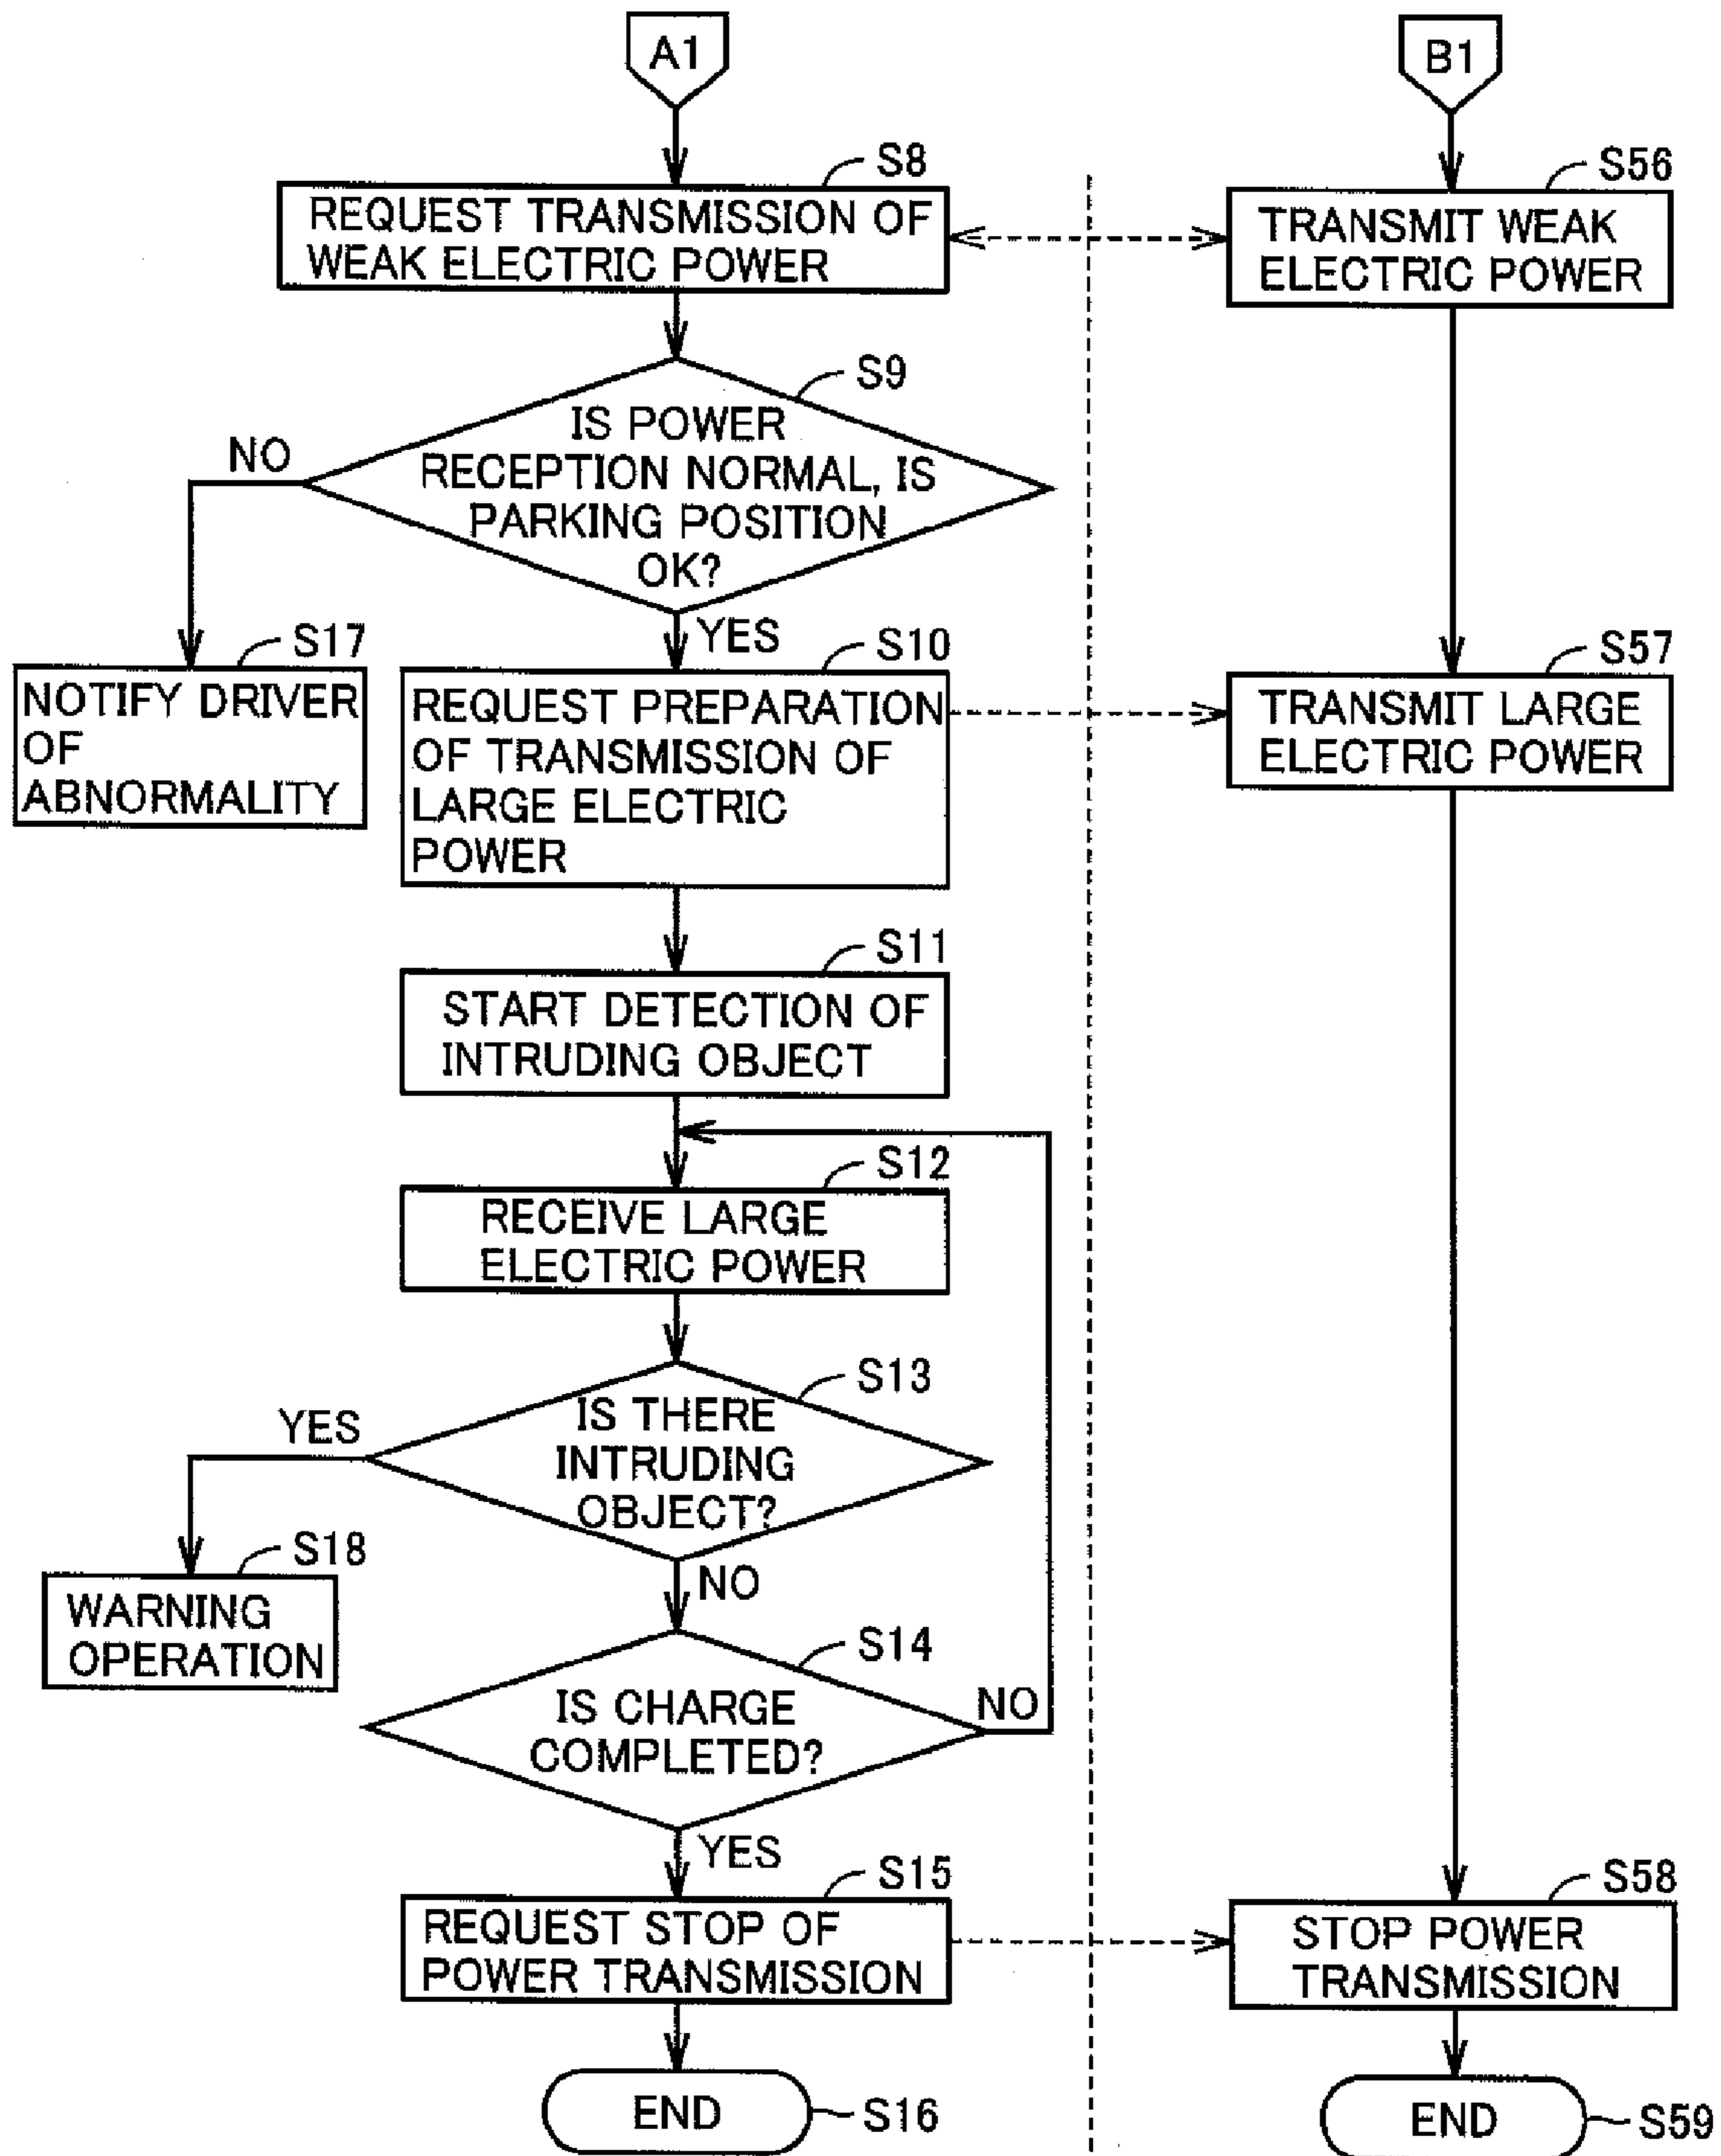 A1
B1
S8
REQUEST TRANSMISSION OF
WEAK ELECTRIC POWER
S56
TRANSMIT WEAK
ELECTRIC POWER
S9
IS POWER
RECEPTION NORMAL, IS
PARKING POSITION
OK?
NO
YES
S17
NOTIFY DRIVER
OF
ABNORMALITY
S10
REQUEST PREPARATION
OF TRANSMISSION OF
LARGE ELECTRIC
POWER
S57
TRANSMIT LARGE
ELECTRIC POWER
S11
START DETECTION OF
INTRUDING OBJECT
S12
RECEIVE LARGE
ELECTRIC POWER
S13
IS THERE
INTRUDING
OBJECT?
YES
NO
S18
WARNING
OPERATION
S14
IS CHARGE
COMPLETED?
NO
YES
S15
REQUEST STOP OF
POWER TRANSMISSION
S58
STOP POWER
TRANSMISSION
END
S16
END
S59